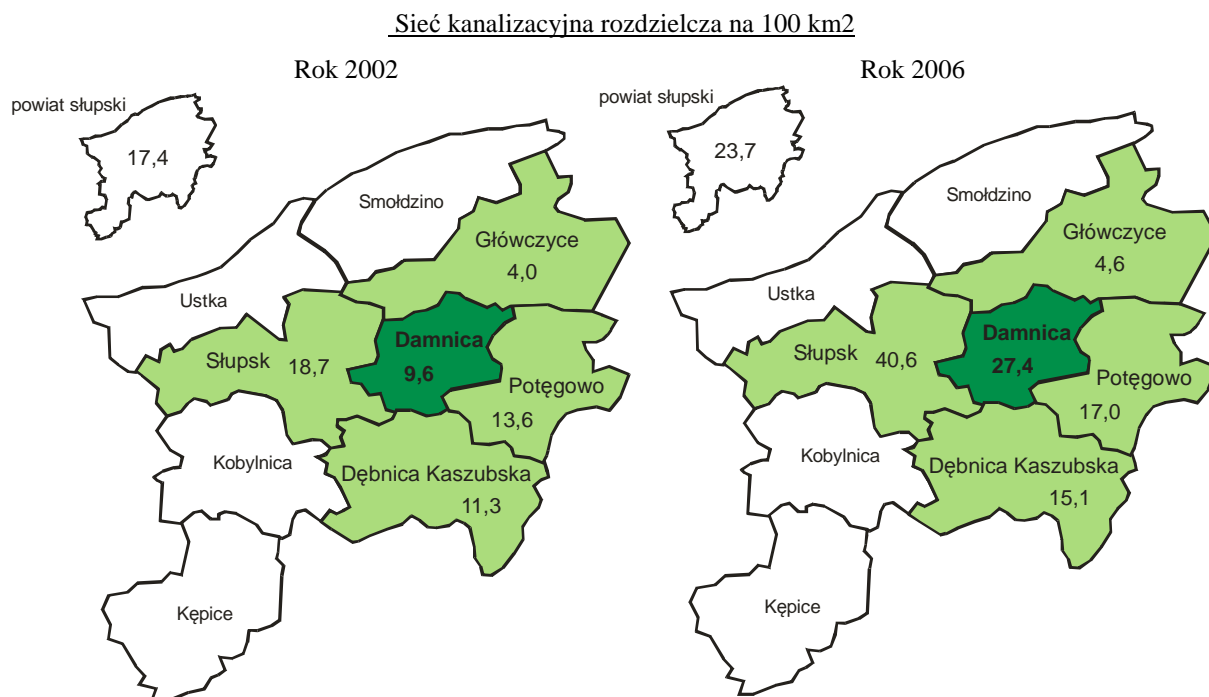 Sieć kanalizacyjna rozdzielcza na 100 km2
Rok 2002
powiat słupski
17,4
Smołdzino
Główczyce
4,0
Ustka
Damnica
9,6
Słupsk 18,7
Potęgowo
13,6
Kobylnica
Dębnica Kaszubska
11,3
Kępice
Rok 2006
powiat słupski
23,7
Smołdzino
Główczyce
4,6
Ustka
Damnica
27,4
Słupsk 40,6
Potęgowo
17,0
Kobylnica
Dębnica Kaszubska
15,1
Kępice